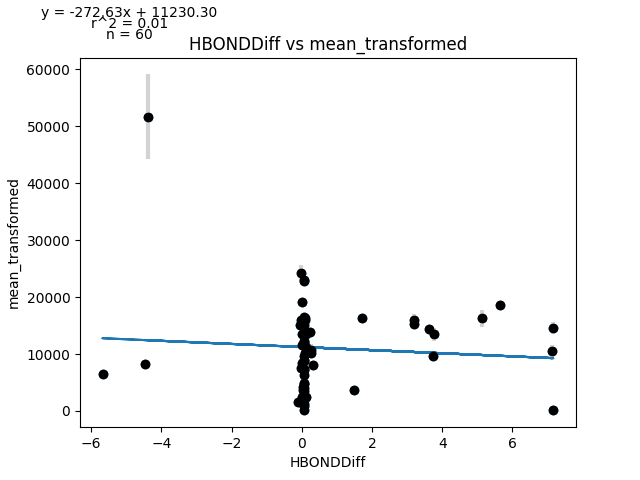 y = -272.63x + 11230.30
r^2 = 0.01
n = 60
HBONDDiff vs mean_transformed
60000
50000
40000
30000
20000
10000
0
mean_transformed
−6 −4 −2 0 2 4 6
HBONDDiff